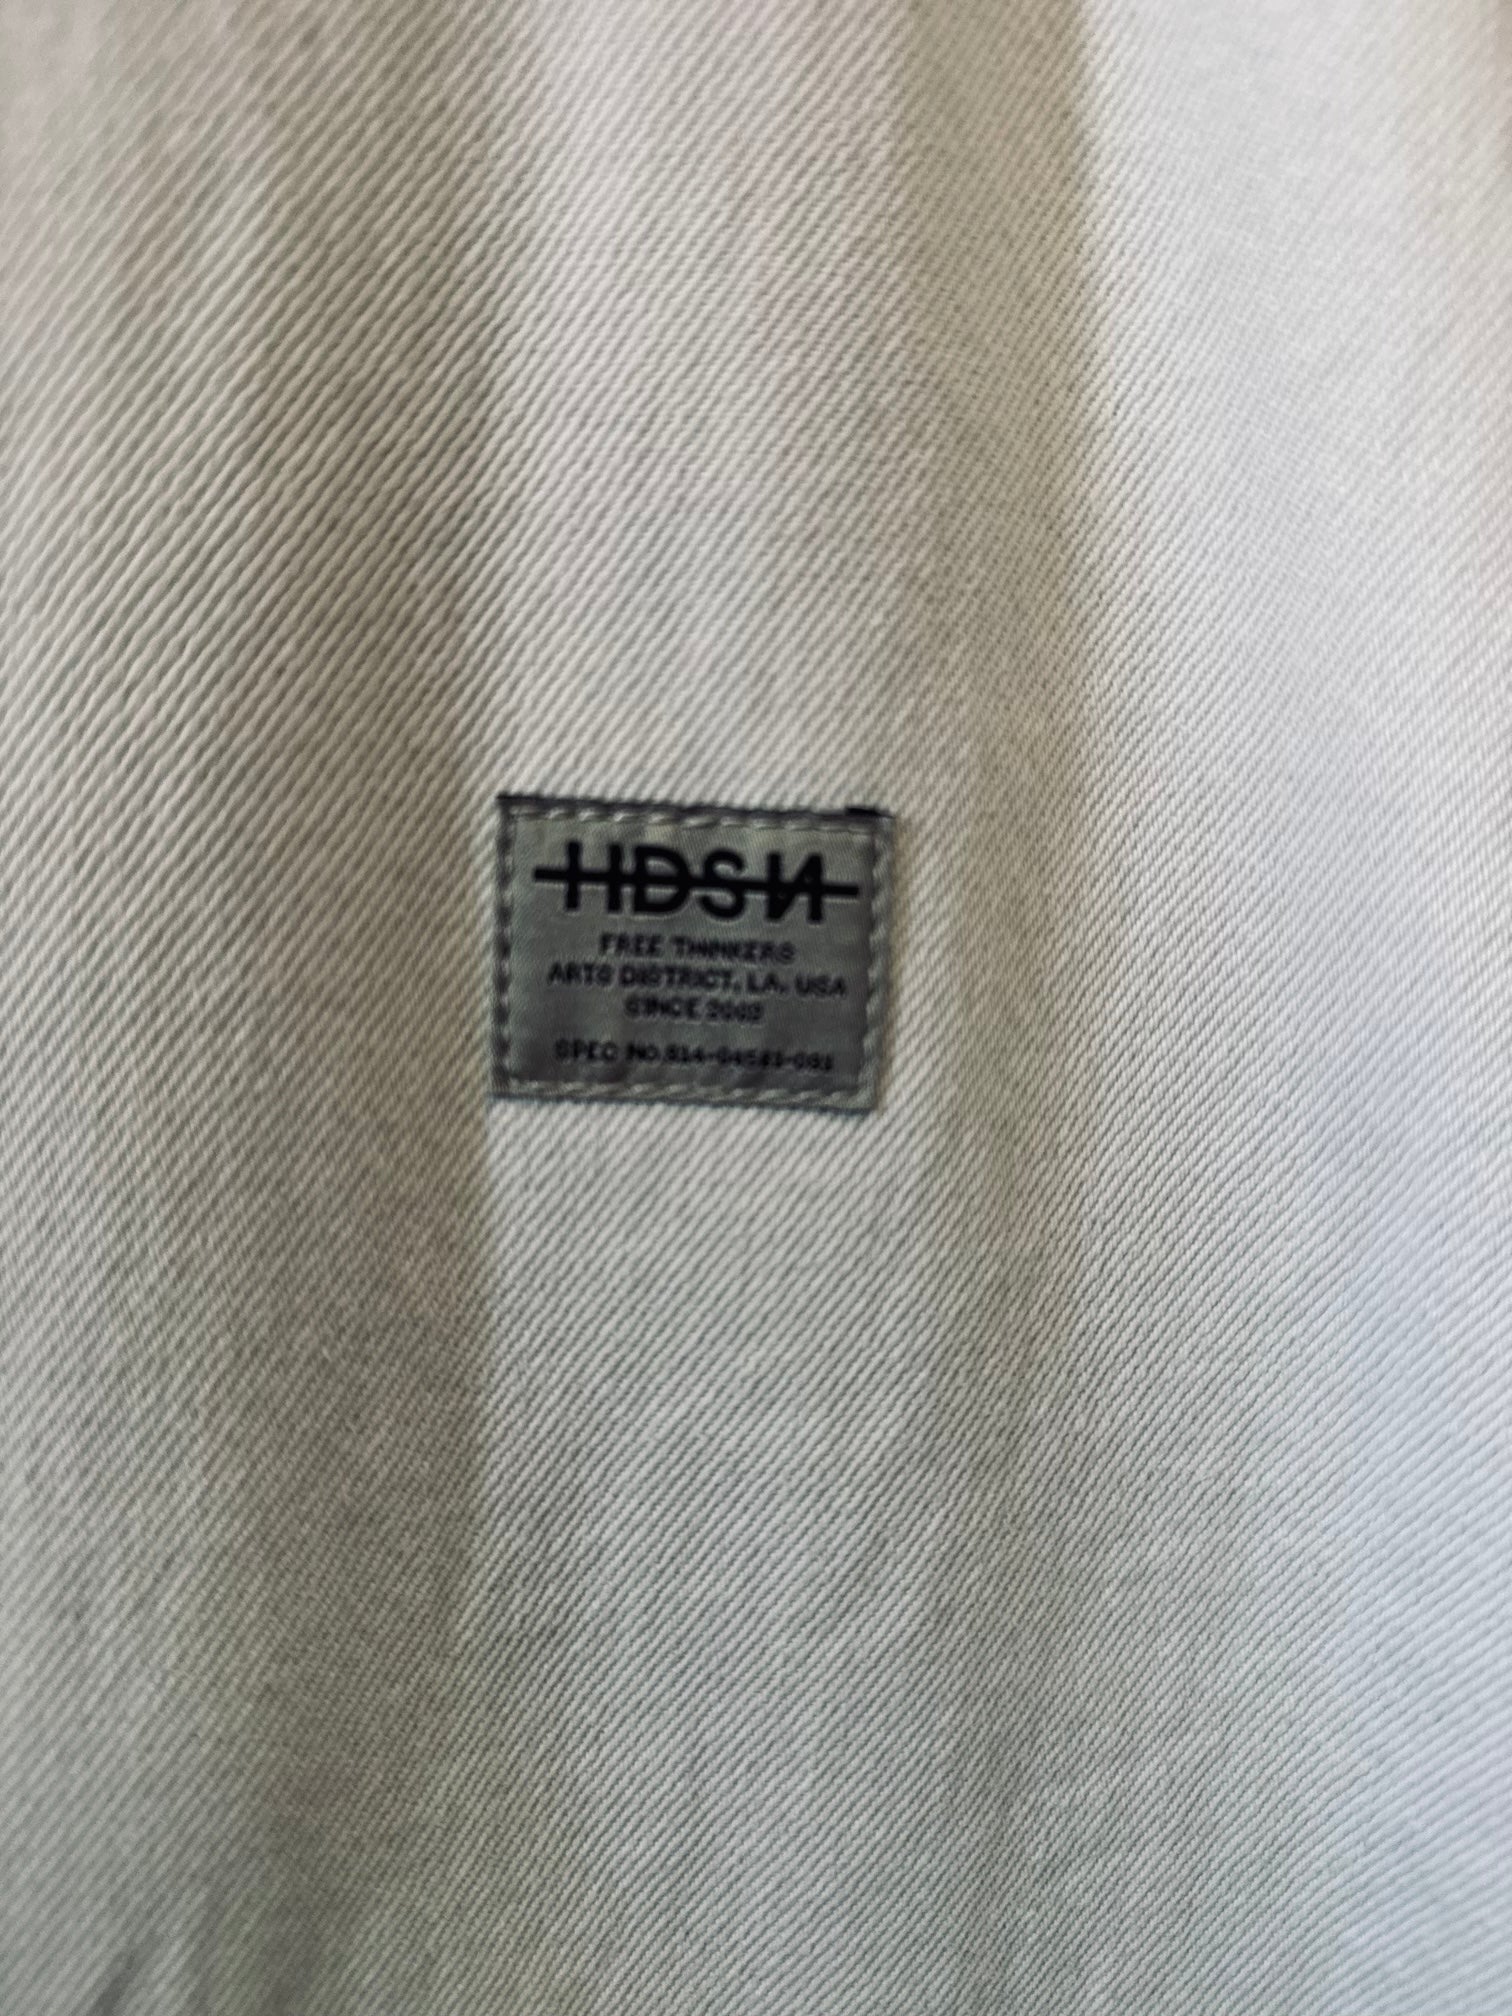 HDSN
FREE THINKERS
ARTS DISTRICT, LA, USA
SINCE 2002
SPEC NO.